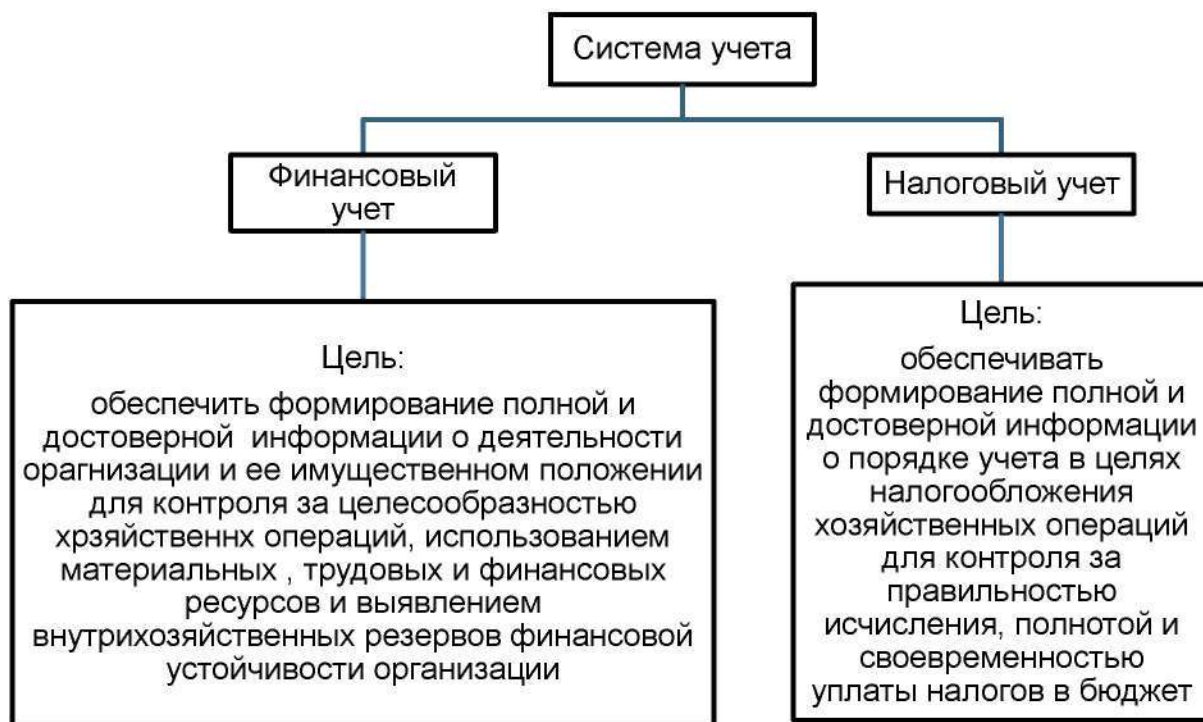 Система учета
Финансовый
учет
Налоговый учет
Цель:
обеспечить формирование полной и
достоверной информации о деятельности
орагнизации и ее имущественном положении
для контроля за целесообразностью
хрзяйственнх операций, использованием
материальных , трудовых и финансовых
ресурсов и выявлением
внутрихозяйственных резервов финансовой
устойчивости организации
Цель:
обеспечивать
формирование полной и
достоверной информации
о порядке учета в целях
налогообложения
хозяйственных операций
для контроля за
правильностью
исчисления, полнотой и
своевременностью
уплаты налогов в бюджет